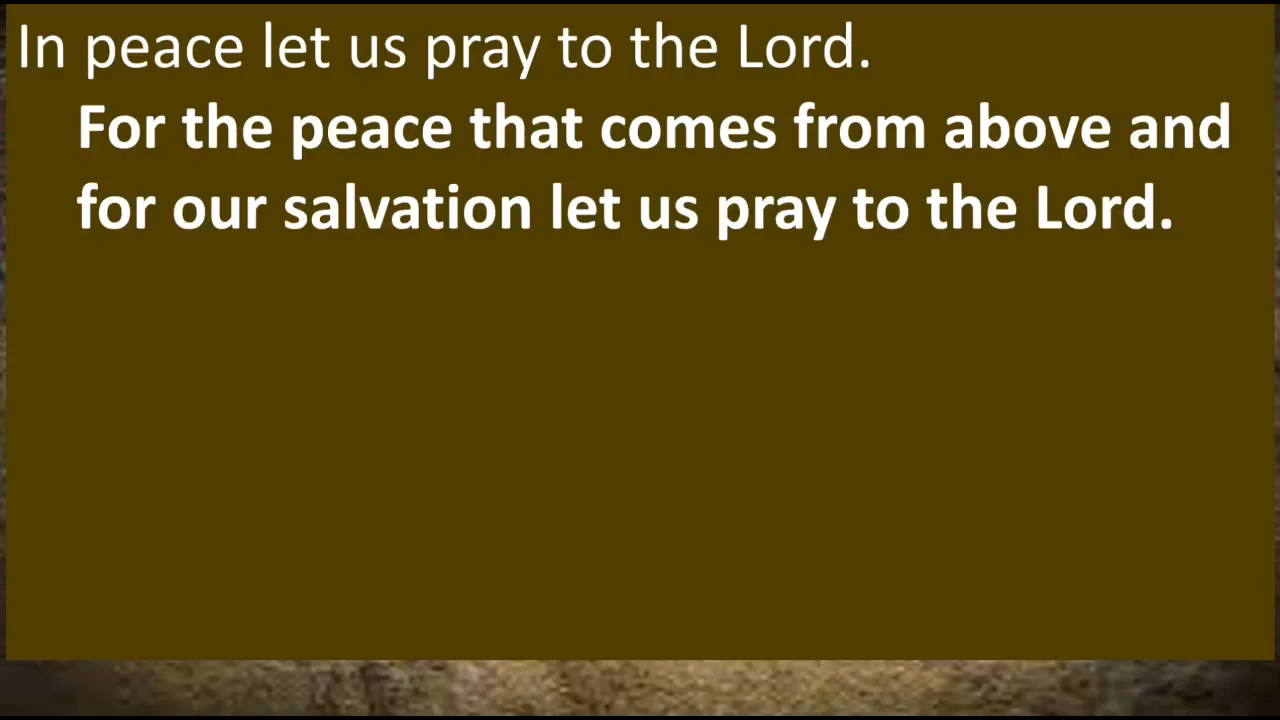 In peace let us pray to the Lord.
For the peace that comes from above and
for our salvation let us pray to the Lord.